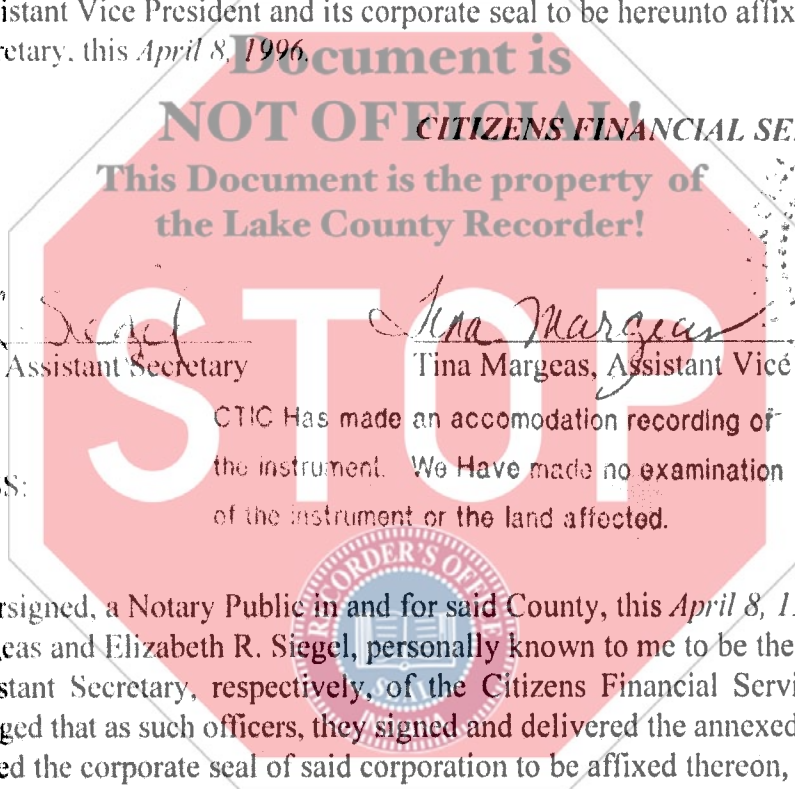 istant Vice President and its corporate seal to be hereunto affix
retary, this April 8, 1996.
Document is
NOT OFFICIAL!
CITIZENS FINANCIAL SE
This Document is the property of
the Lake County Recorder!
STOP
Siegel
Tina Margeas
Assistant Secretary
Tina Margeas, Assistant Vice
CTIC Has made an accomodation recording of
the instrument. We Have made no examination
of the instrument or the land affected.
SS:
RECORDER'S OFFICE
rsigned, a Notary Public in and for said County, this April 8, 1
eas and Elizabeth R. Siegel, personally known to me to be the
stant Secretary, respectively, of the Citizens Financial Servi
SEAL
ged that as such officers, they signed and delivered the annexed
ed the corporate seal of said corporation to be affixed thereon,